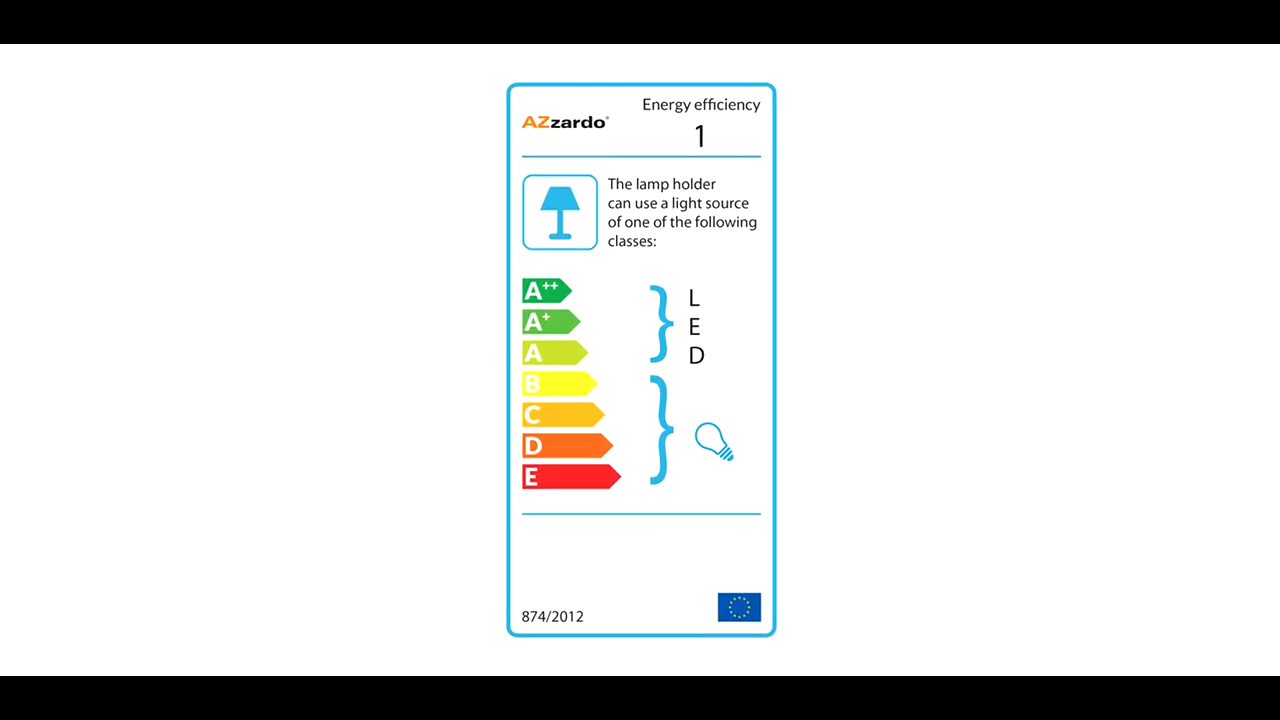 AZzardo®
Energy efficiency
1
The lamp holder
can use a light source
of one of the following
classes:
A++
A+
A
B
C
D
E
L
E
D
874/2012